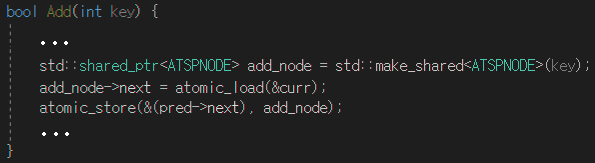 bool Add(int key) {
...
std::shared_ptr<ATSPNODE> add_node = std::make_shared<ATSPNODE>(key);
add_node->next = atomic_load(&curr);
atomic_store(&(pred->next), add_node);
...
}